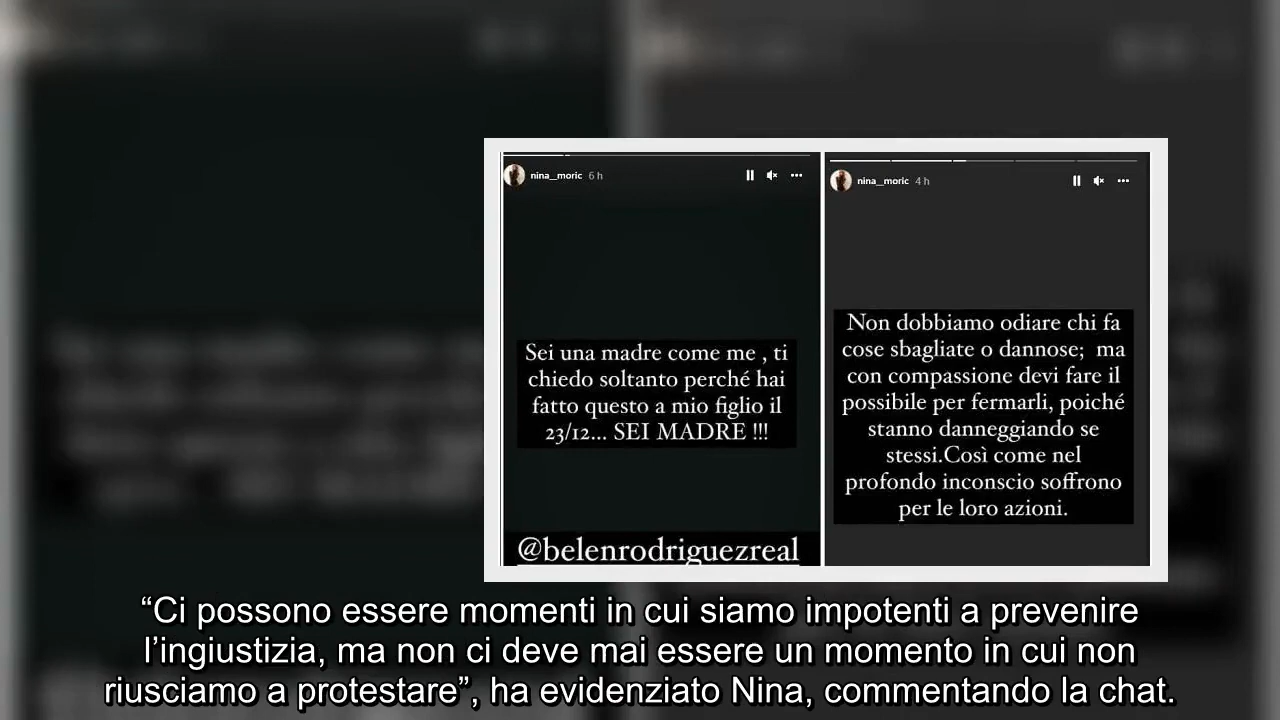 nina_moric 6 h
Sei una madre come me , ti
chiedo soltanto perché hai
fatto questo a mio figlio il
23/12... SEI MADRE !!!
@belenrodriguezreal
nina_moric 4 h
Non dobbiamo odiare chi fa
cose sbagliate o dannose; ma
con compassione devi fare il
possibile per fermarli, poiché
stanno danneggiando se
stessi.Così come nel
profondo inconscio soffrono
per le loro azioni.
“Ci possono essere momenti in cui siamo impotenti a prevenire
l’ingiustizia, ma non ci deve mai essere un momento in cui non
riusciamo a protestare”, ha evidenziato Nina, commentando la chat.